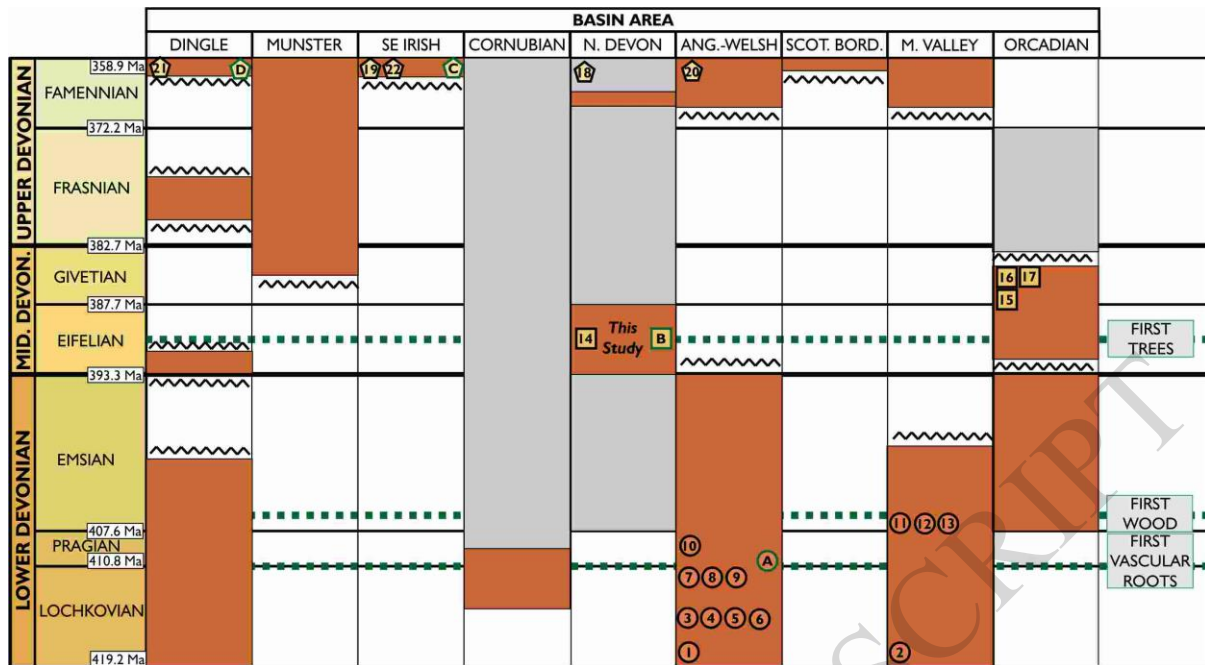 BASIN AREA
DINGLE MUNSTER SE IRISH CORNUBIAN N. DEVON ANG.-WELSH SCOT. BORD. M. VALLEY ORCADIAN
UPPER DEVONIAN
358.9 Ma 21 D 19 22 C 18 20
FAMENNIAN
372.2 Ma
FRASNIAN
382.7 Ma
MID. DEVON.
GIVETIAN 16 17
15
387.7 Ma
EIFELIAN 14 This Study B
FIRST
TREES
393.3 Ma
LOWER DEVONIAN
EMSIAN
11 12 13
407.6 Ma
FIRST
WOOD
PRAGIAN 10
410.8 Ma A
FIRST
VASCULAR
ROOTS
7 8 9
LOCHKOVIAN 3 4 5 6
419.2 Ma 1 2
SCRIPT